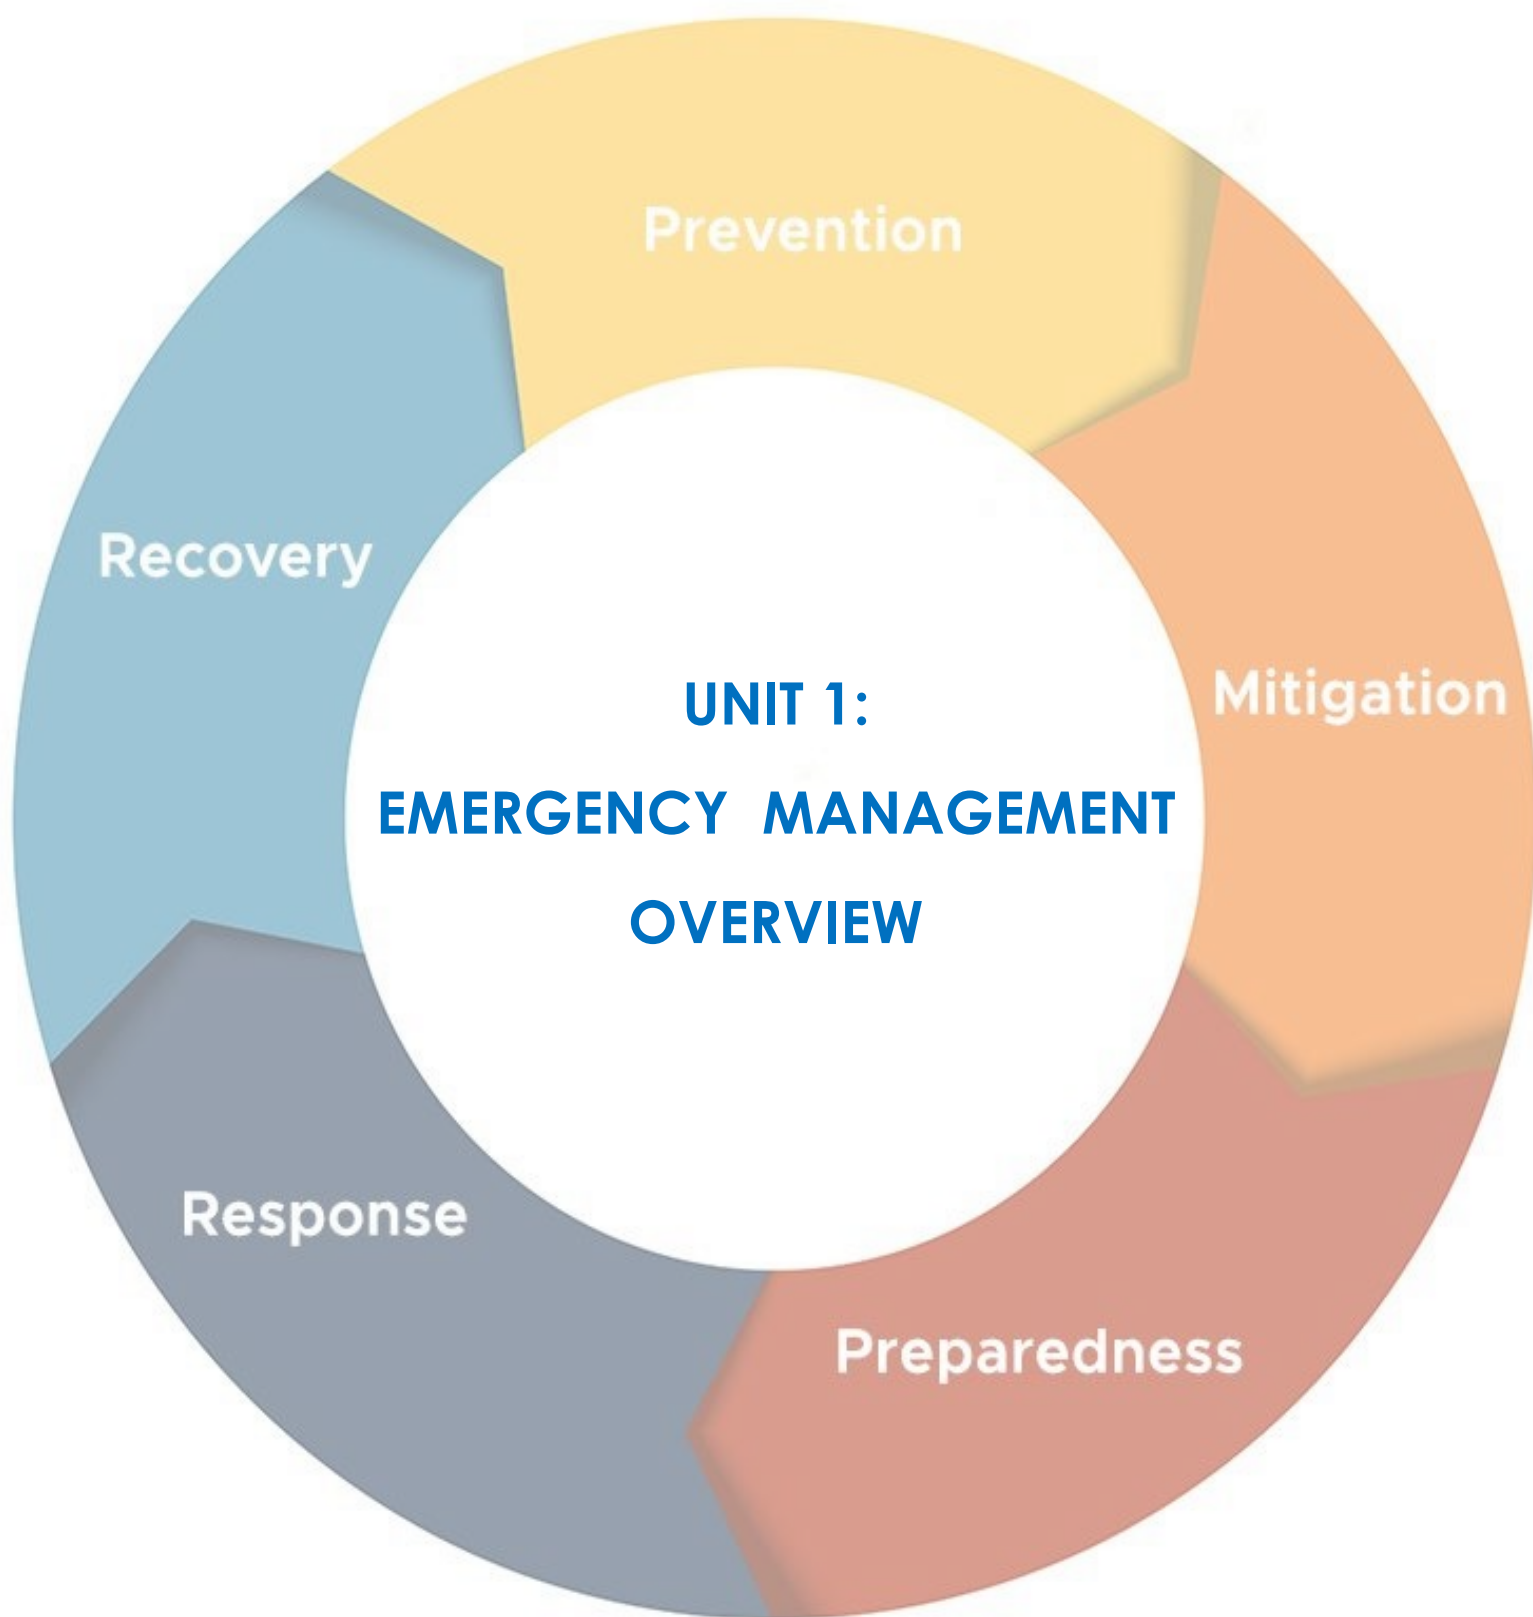 Prevention
Mitigation
Preparedness
Response
Recovery
UNIT 1:
EMERGENCY MANAGEMENT
OVERVIEW